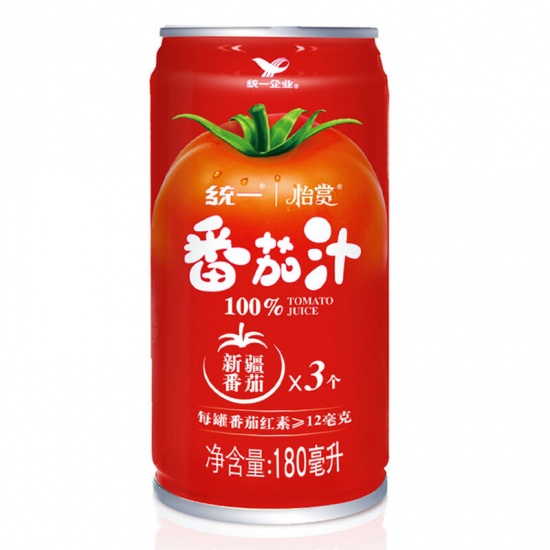 统一企业®
统一® | 怡赏®
番茄汁
100% TOMATO JUICE
新疆番茄 X3个
每罐番茄红素≥12毫克
净含量:180毫升